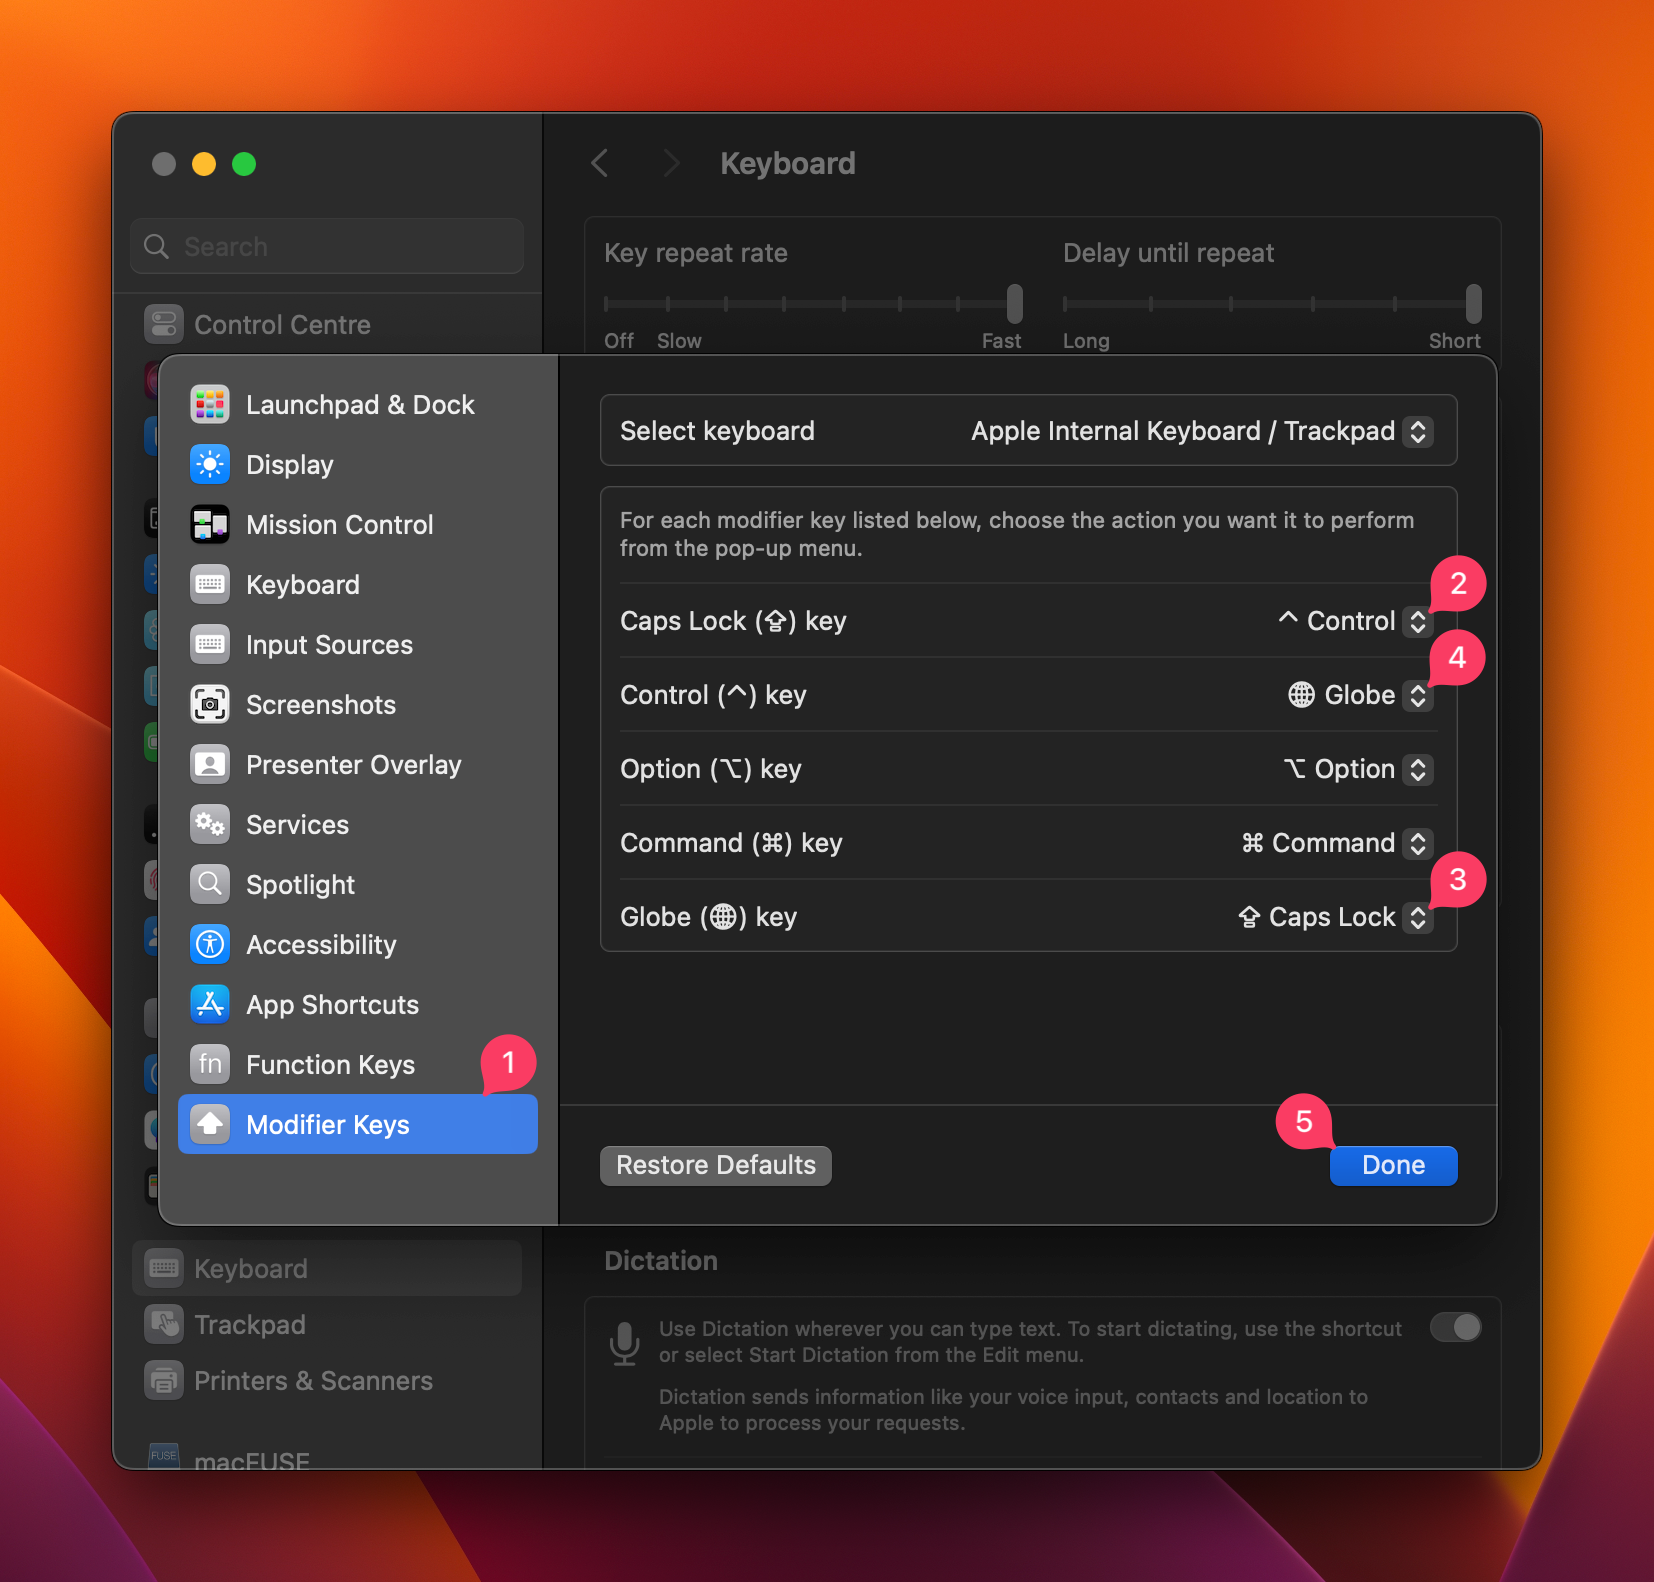 Keyboard
Search
Key repeat rate
Delay until repeat
Off Slow Fast
Long Short
Control Centre
Launchpad & Dock
Display
Mission Control
Keyboard
Input Sources
Screenshots
Presenter Overlay
Services
Spotlight
Accessibility
App Shortcuts
fn Function Keys
1
Modifier Keys
Select keyboard Apple Internal Keyboard / Trackpad
For each modifier key listed below, choose the action you want it to perform
from the pop-up menu.
2
Caps Lock (⇪) key ^ Control
4
Control (^) key Globe
Option (⌥) key ⌥ Option
Command (⌘) key ⌘ Command
3
Globe (🌐) key ⇪ Caps Lock
5
Restore Defaults Done
Keyboard
Trackpad
Printers & Scanners
FUSE macFUSE
Dictation
Use Dictation wherever you can type text. To start dictating, use the shortcut
or select Start Dictation from the Edit menu.
Dictation sends information like your voice input, contacts and location to
Apple to process your requests.